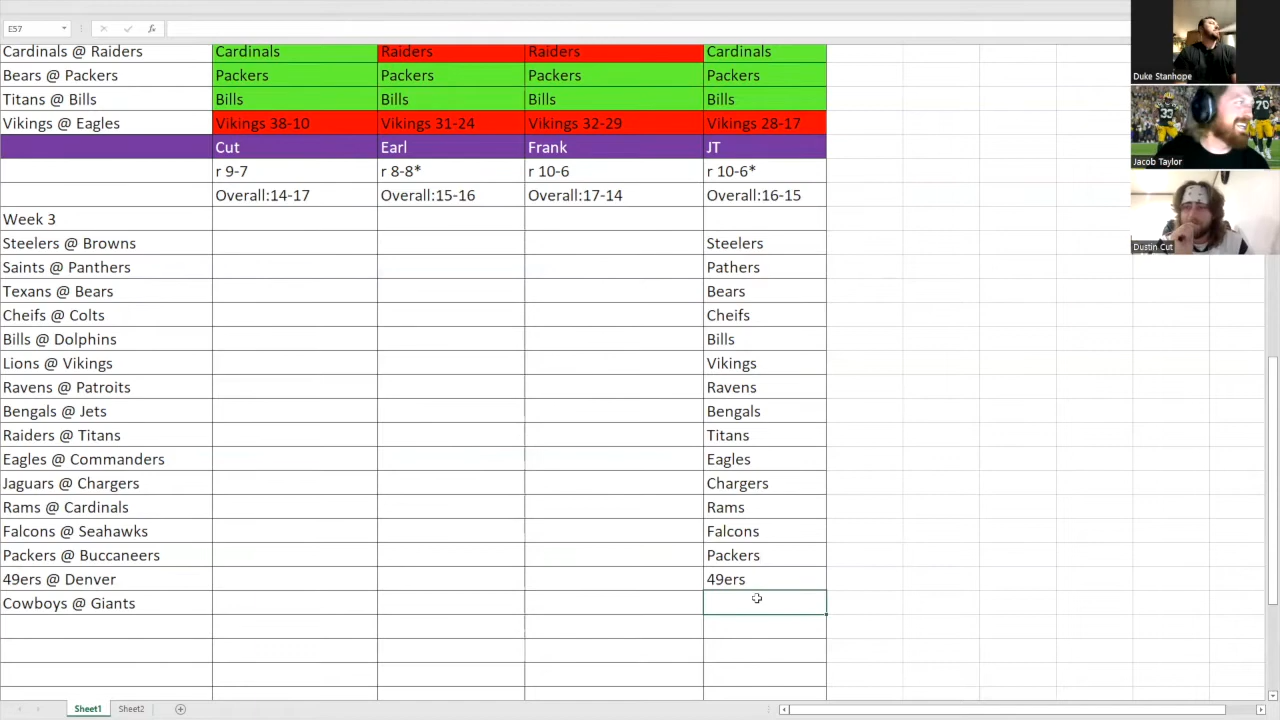 E57
Cardinals @ Raiders Cardinals Raiders Raiders Cardinals
Duke Stanhope
Bears @ Packers Packers Packers Packers Packers
Titans @ Bills Bills Bills Bills Bills
Vikings @ Eagles Vikings 38-10 Vikings 31-24 Vikings 32-29 Vikings 28-17
33 70
Cut Earl Frank JT
Jacob Taylor
r 9-7 r 8-8* r 10-6 r 10-6*
Overall:14-17 Overall:15-16 Overall:17-14 Overall:16-15
Week 3
Steelers @ Browns Steelers
Dustin Cut
Saints @ Panthers Pathers
Texans @ Bears Bears
Cheifs @ Colts Cheifs
Bills @ Dolphins Bills
Lions @ Vikings Vikings
Ravens @ Patroits Ravens
Bengals @ Jets Bengals
Raiders @ Titans Titans
Eagles @ Commanders Eagles
Jaguars @ Chargers Chargers
Rams @ Cardinals Rams
Falcons @ Seahawks Falcons
Packers @ Buccaneers Packers
49ers @ Denver 49ers
Cowboys @ Giants
Sheet1 Sheet2